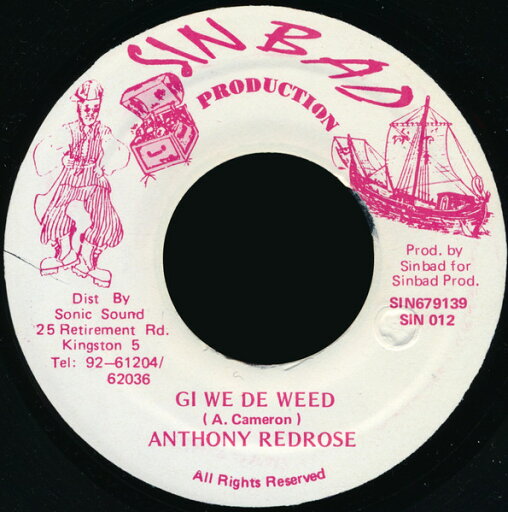 SIN BAD
PRODUCTION
Prod. by
Sinbad for
Sinbad Prod.
SIN679139
SIN 012
Dist By
Sonic Sound
25 Retirement Rd.
Kingston 5
Tel: 92-61204/
62036
GI WE DE WEED
( A. Cameron )
ANTHONY REDROSE
All Rights Reserved